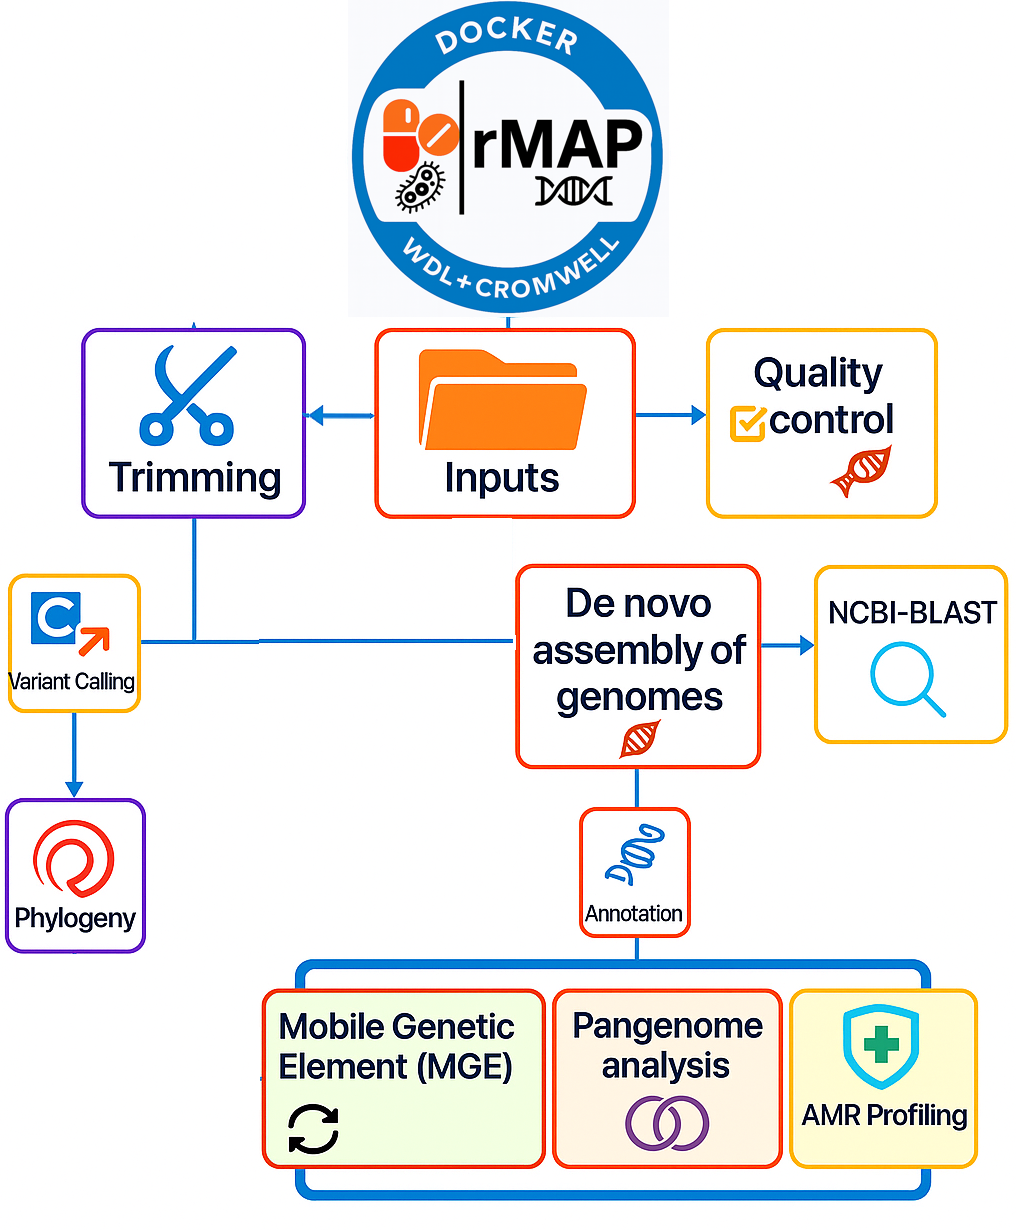 DOCKER
rMAP
WDL+CROMWELL
Trimming
Inputs
Quality
control
C
Variant Calling
De novo
assembly of
genomes
NCBI-BLAST
Phylogeny
Annotation
Mobile Genetic
Element (MGE)
Pangenome
analysis
AMR Profiling